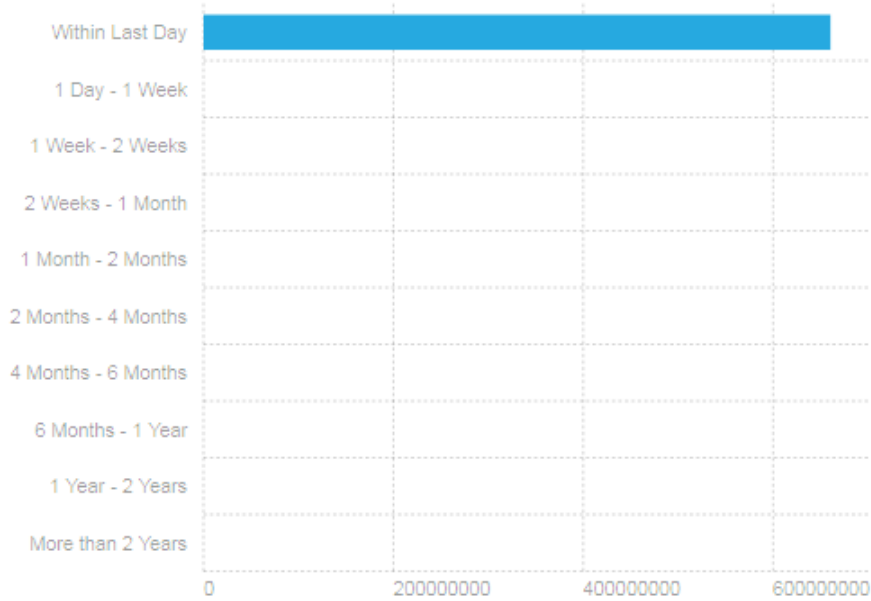 Within Last Day
1 Day - 1 Week
1 Week - 2 Weeks
2 Weeks - 1 Month
1 Month - 2 Months
2 Months - 4 Months
4 Months - 6 Months
6 Months - 1 Year
1 Year - 2 Years
More than 2 Years
0 200000000 400000000 600000000